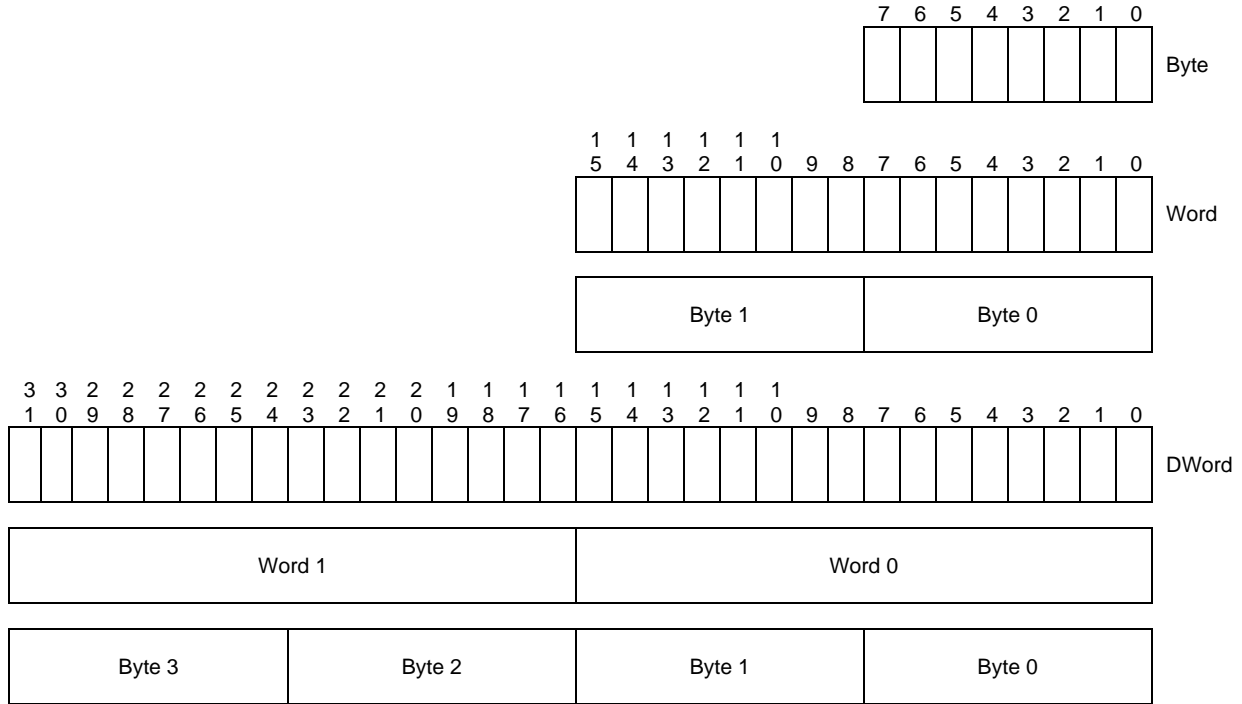 7 6 5 4 3 2 1 0
Byte
1 1 1 1 1 1
5 4 3 2 1 0 9 8 7 6 5 4 3 2 1 0
Word
Byte 1 Byte 0
3 3 2 2 2 2 2 2 2 2 2 2 1 1 1 1 1 1 1 1 1 1
1 0 9 8 7 6 5 4 3 2 1 0 9 8 7 6 5 4 3 2 1 0 9 8 7 6 5 4 3 2 1 0
DWord
Word 1 Word 0
Byte 3 Byte 2 Byte 1 Byte 0